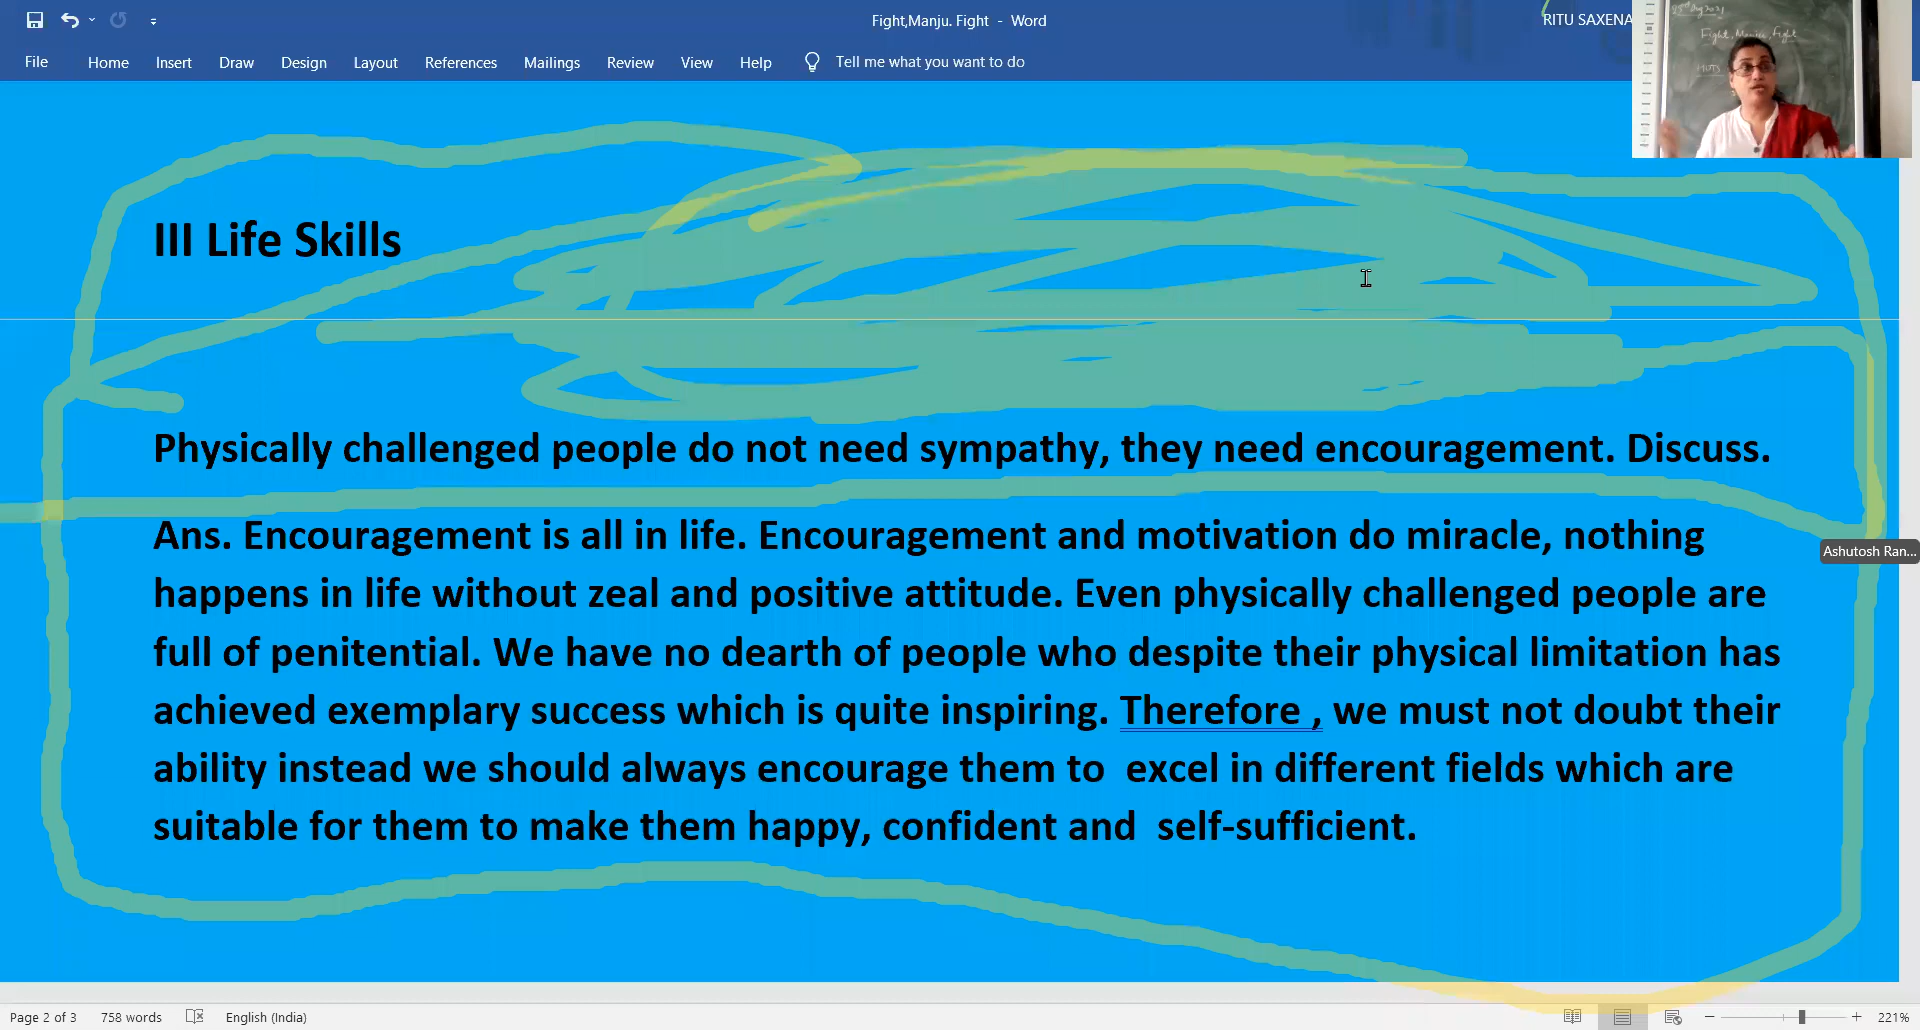 Fight,Manju. Fight - Word
RITU SAXENA
File Home Insert Draw Design Layout References Mailings Review View Help Tell me what you want to do
Fight, Manju, Fight
HOTS
III Life Skills
Physically challenged people do not need sympathy, they need encouragement. Discuss.
Ans. Encouragement is all in life. Encouragement and motivation do miracle, nothing
happens in life without zeal and positive attitude. Even physically challenged people are
full of penitential. We have no dearth of people who despite their physical limitation has
achieved exemplary success which is quite inspiring. Therefore , we must not doubt their
ability instead we should always encourage them to  excel in different fields which are
suitable for them to make them happy, confident and  self-sufficient.
Ashutosh Ran...
Page 2 of 3 758 words English (India) 221%